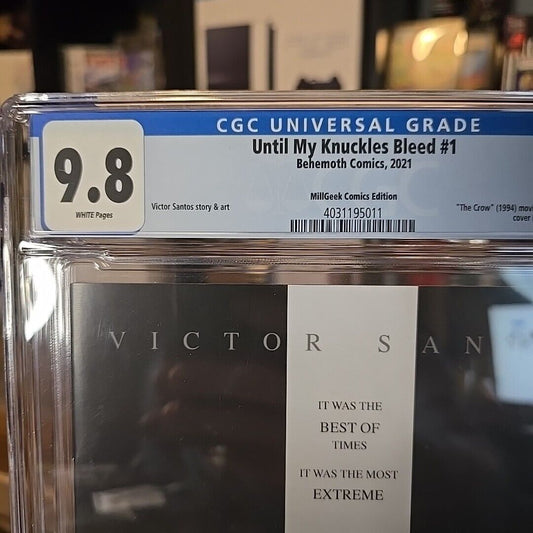 CGC UNIVERSAL GRADE
9.8
WHITE Pages
Until My Knuckles Bleed #1
Behemoth Comics, 2021
MillGeek Comics Edition
Victor Santos story & art
4031195011
"The Crow" (1994) movi
cover
VICTOR SAN
IT WAS THE
BEST OF
TIMES
IT WAS THE MOST
EXTREME